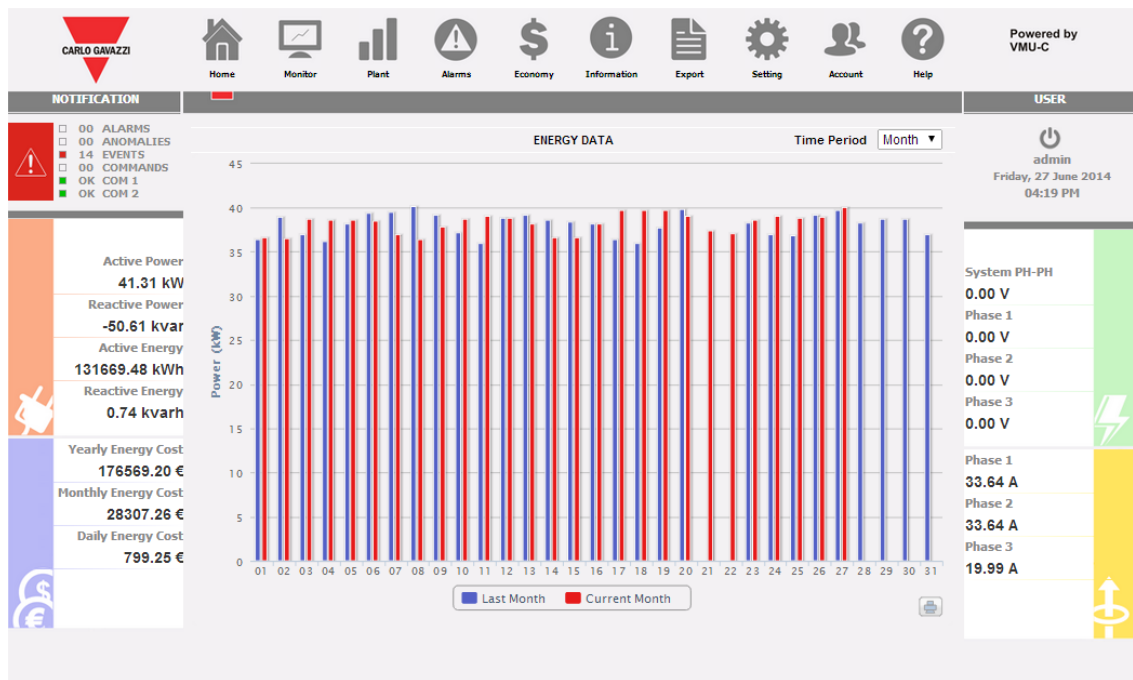 CARLO GAVAZZI
Home
Monitor
Plant
Alarms
Economy
Information
Export
Setting
Account
Help
Powered by
VMU-C
NOTIFICATION
00 ALARMS
00 ANOMALIES
14 EVENTS
00 COMMANDS
OK COM 1
OK COM 2
Active Power
41.31 kW
Reactive Power
-50.61 kvar
Active Energy
131669.48 kWh
Reactive Energy
0.74 kvarh
Yearly Energy Cost
176569.20 €
Monthly Energy Cost
28307.26 €
Daily Energy Cost
799.25 €
ENERGY DATA
Time Period Month
Power (kW)
45
40
35
30
25
20
15
10
5
0
01 02 03 04 05 06 07 08 09 10 11 12 13 14 15 16 17 18 19 20 21 22 23 24 25 26 27 28 29 30 31
Last Month Current Month
USER
admin
Friday, 27 June 2014
04:19 PM
System PH-PH
0.00 V
Phase 1
0.00 V
Phase 2
0.00 V
Phase 3
0.00 V
Phase 1
33.64 A
Phase 2
33.64 A
Phase 3
19.99 A